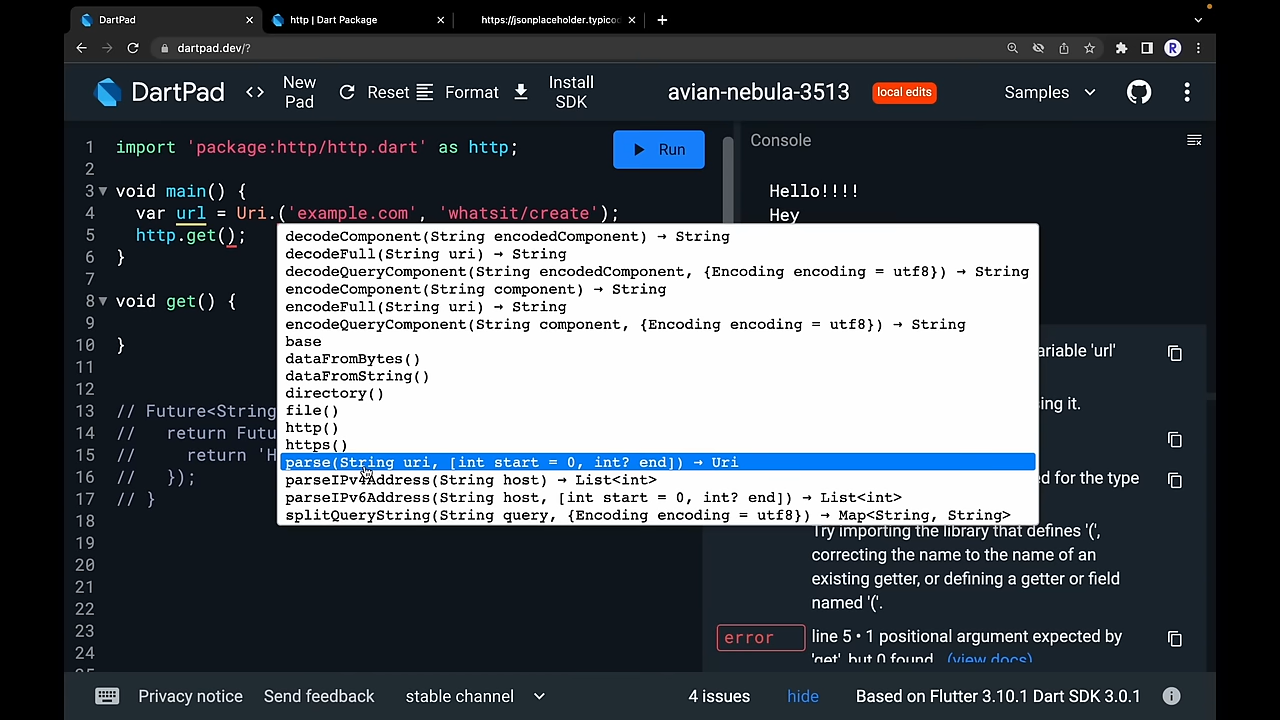 DartPad
http | Dart Package
https://jsonplaceholder.typico
dartpad.dev/?
R
DartPad
New Pad
Reset
Format
Install SDK
avian-nebula-3513
local edits
Samples
1 import 'package:http/http.dart' as http;
2
3 void main() {
4 var url = Uri.('example.com', 'whatsit/create');
5 http.get();
6 }
7
8 void get() {
9
10 }
11
12
13 // Future<String
14 // return Futu
15 // return 'H
16 // });
17 // }
18
19
20
21
22
23
24
Run
decodeComponent(String encodedComponent) → String
decodeFull(String uri) → String
decodeQueryComponent(String encodedComponent, {Encoding encoding = utf8}) → String
encodeComponent(String component) → String
encodeFull(String uri) → String
encodeQueryComponent(String component, {Encoding encoding = utf8}) → String
base
dataFromBytes()
dataFromString()
directory()
file()
http()
https()
parse(String uri, [int start = 0, int? end]) → Uri
parseIPv4Address(String host) → List<int>
parseIPv6Address(String host, [int start = 0, int? end]) → List<int>
splitQueryString(String query, {Encoding encoding = utf8}) → Map<String, String>
Console
Hello!!!!
Hey
ariable 'url'
ing it.
ed for the type
Try importing the library that defines '(',
correcting the name to the name of an
existing getter, or defining a getter or field
named '('.
error
line 5 • 1 positional argument expected by
'get', but 0 found. (view docs)
Privacy notice
Send feedback
stable channel
4 issues
hide
Based on Flutter 3.10.1 Dart SDK 3.0.1